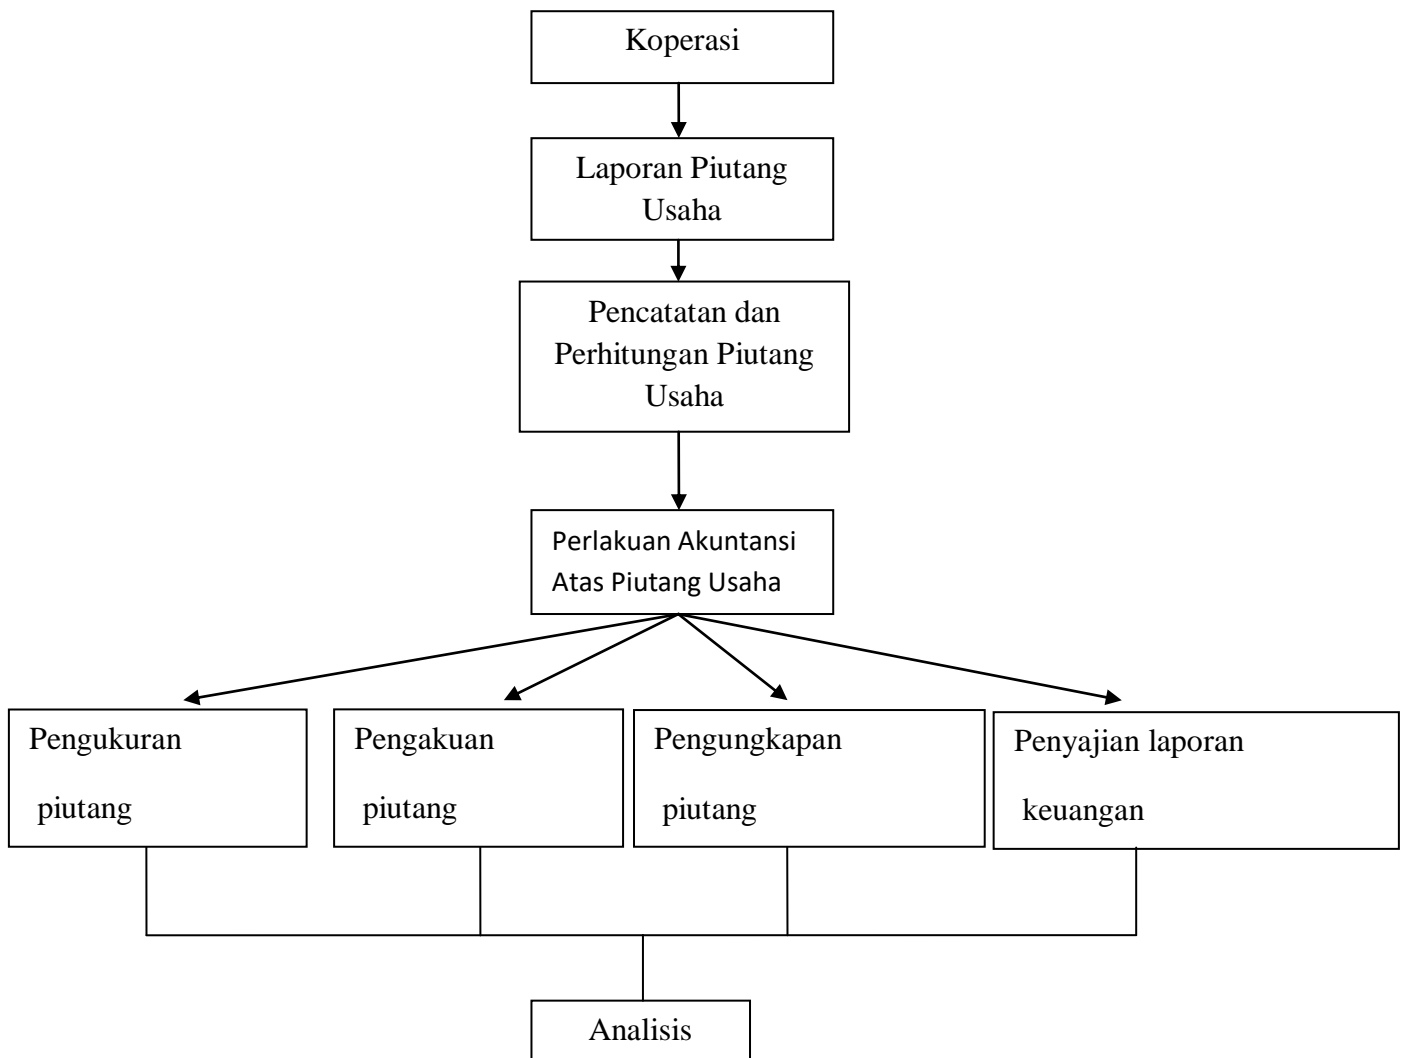 Koperasi
Laporan Piutang
Usaha
Pencatatan dan
Perhitungan Piutang
Usaha
Perlakuan Akuntansi
Atas Piutang Usaha
Pengukuran
piutang
Pengakuan
piutang
Pengungkapan
piutang
Penyajian laporan
keuangan
Analisis